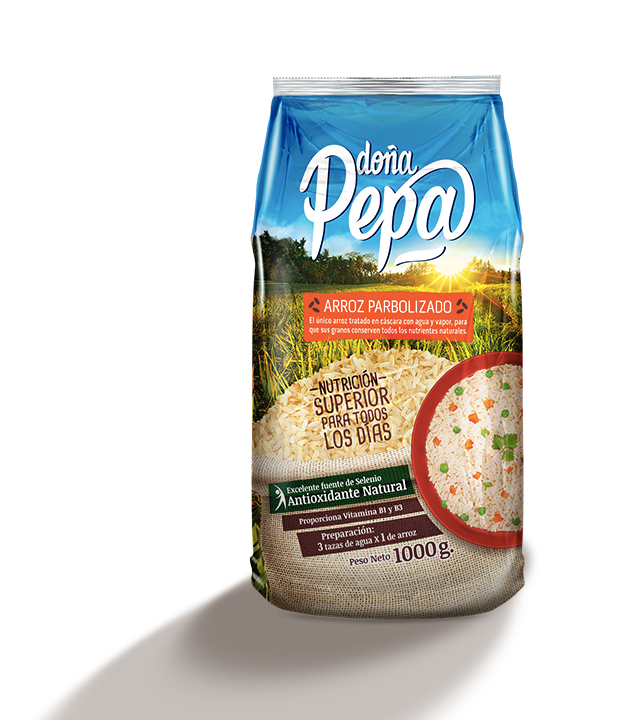 doña
Pepa
ARROZ PARBOLIZADO
El único arroz tratado en cáscara con agua y vapor, para
que sus granos conserven todos los nutrientes naturales.
NUTRICIÓN
SUPERIOR
PARA TODOS
LOS DÍAS
Excelente fuente de Selenio
Antioxidante Natural
Proporciona Vitamina B1 y B3
Preparación:
3 tazas de agua x 1 de arroz
Peso Neto 1000 g.